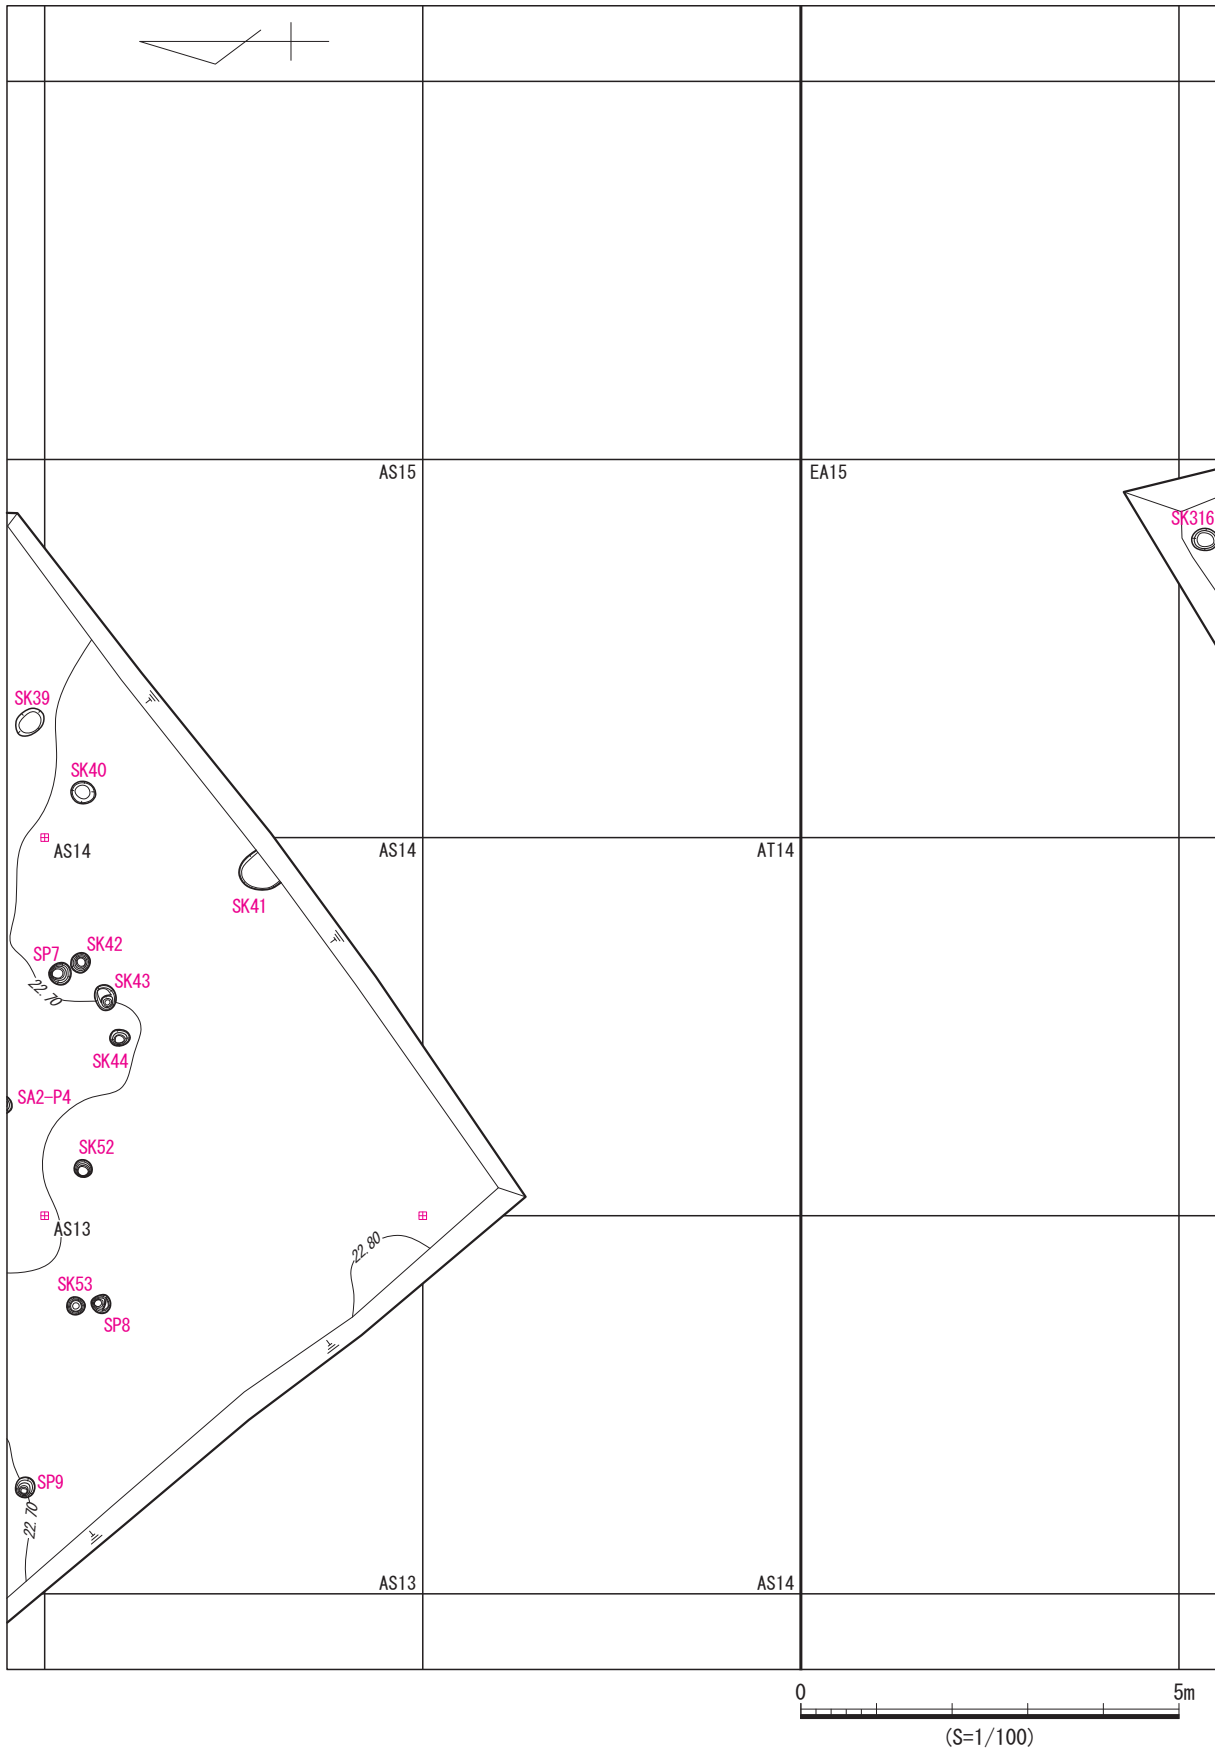 AS15
EA15
SK316
SK39
SK40
AS14
AS14
AT14
SK41
SP7
SK42
SK43
22.70
SK44
SA2-P4
SK52
AS13
22.80
SK53
SP8
SP9
22.70
AS13
AS14
0
5m
(S=1/100)